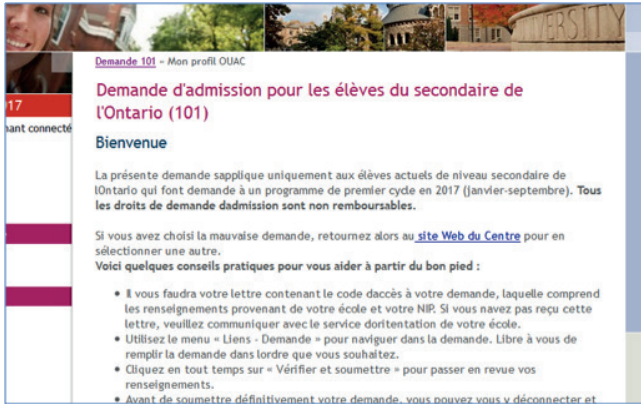 VERSITY
Demande 101 - Mon profil OUAC
Demande d'admission pour les élèves du secondaire de
l'Ontario (101)
17
nant connecté
Bienvenue
La présente demande sapplique uniquement aux élèves actuels de niveau secondaire de
lOntario qui font demande à un programme de premier cycle en 2017 (janvier-septembre). Tous
les droits de demande dadmission sont non remboursables.
Si vous avez choisi la mauvaise demande, retournez alors au site Web du Centre pour en
sélectionner une autre.
Voici quelques conseils pratiques pour vous aider à partir du bon pied :
• Il vous faudra votre lettre contenant le code daccès à votre demande, laquelle comprend
les renseignements provenant de votre école et votre NIP. Si vous navez pas reçu cette
lettre, veuillez communiquer avec le service doritentation de votre école.
• Utilisez le menu « Liens - Demande » pour naviguer dans la demande. Libre à vous de
remplir la demande dans lordre que vous souhaitez.
• Cliquez en tout temps sur « Vérifier et soumettre » pour passer en revue vos
renseignements.
• Avant de soumettre définitivement votre demande, vous pouvez vous y déconnecter et